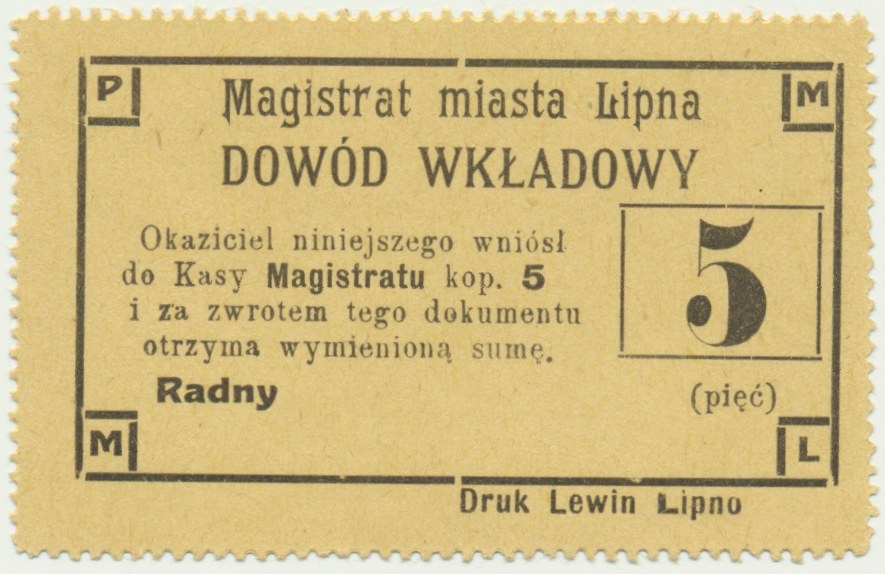 P M
Magistrat miasta Lipna
DOWÓD WKŁADOWY
Okaziciel niniejszego wniósł
do Kasy Magistratu kop. 5
i za zwrotem tego dokumentu
otrzyma wymienioną sumę.
5
Radny
(pięć)
M L
Druk Lewin Lipno